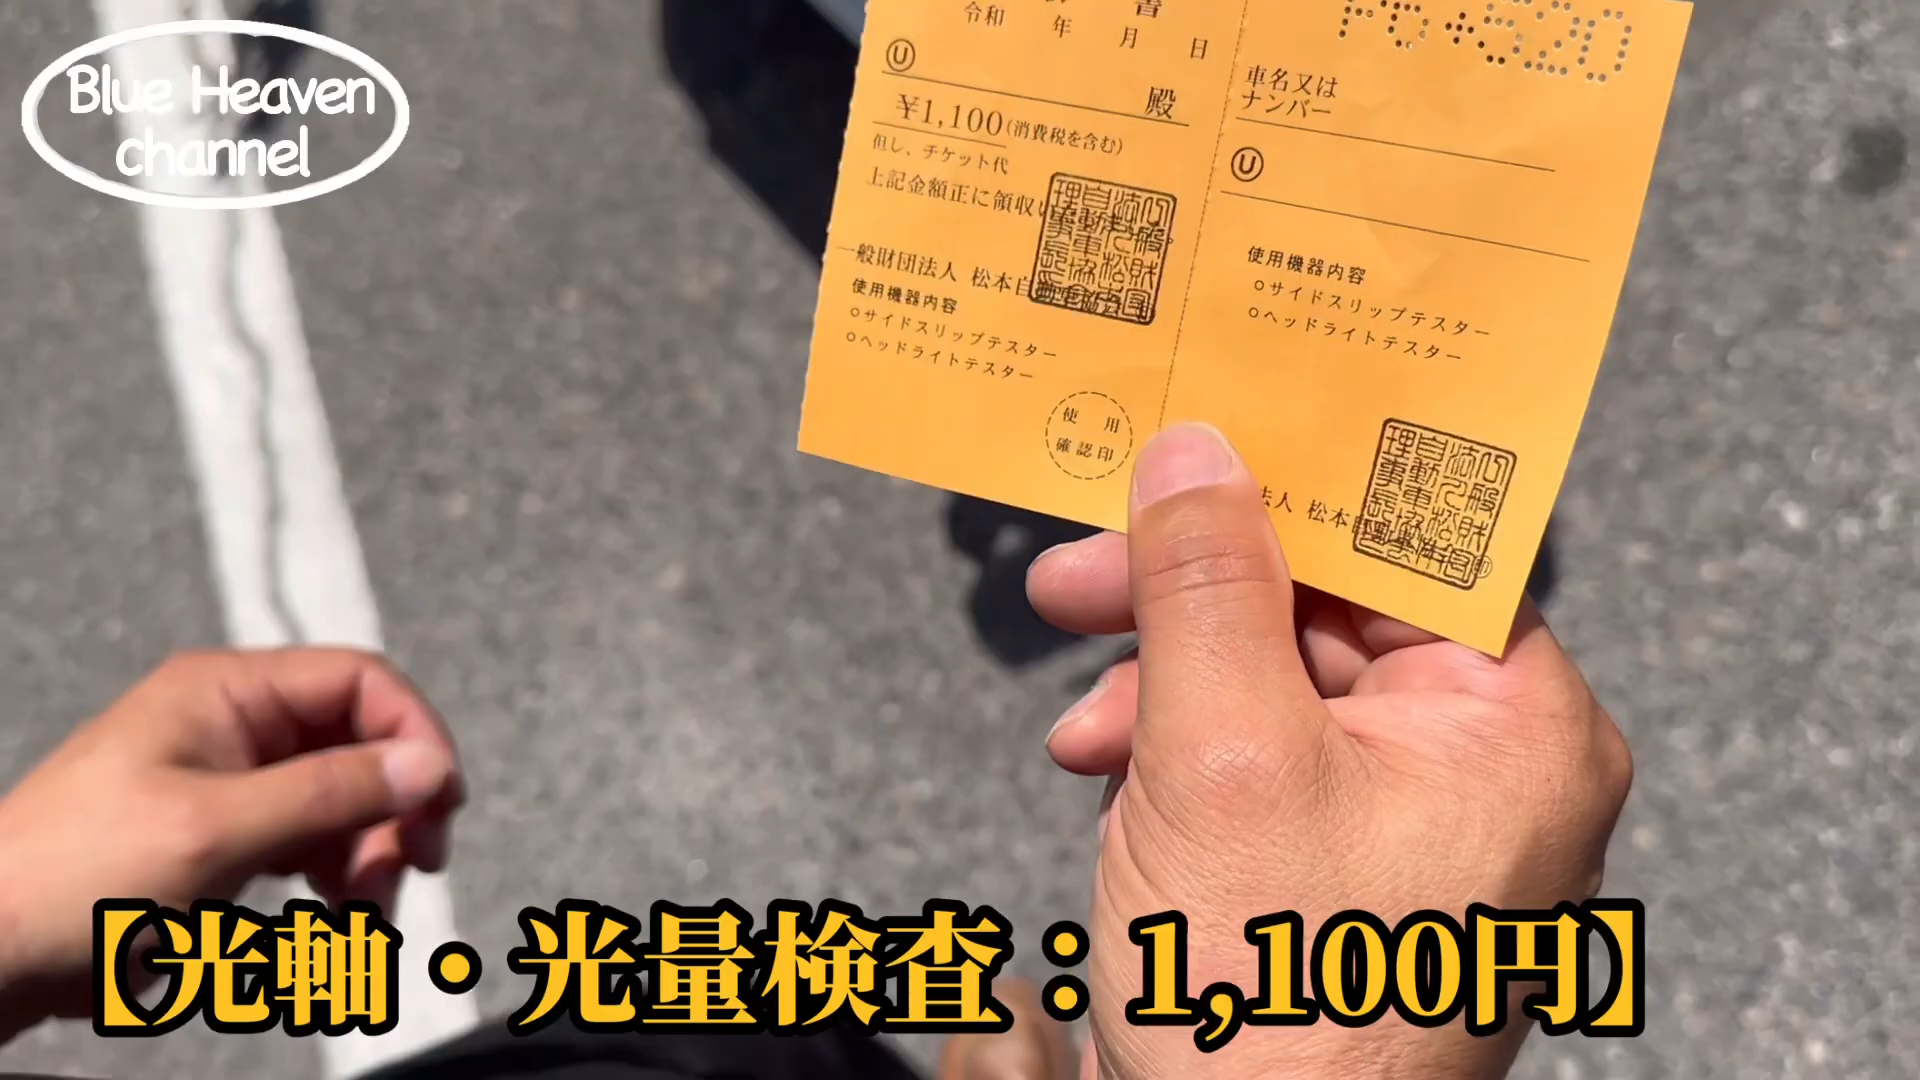 Blue Heaven
channel
書
令和 年 月 日
Ⓤ
殿
¥1,100(消費税を含む)
但し、チケット代
上記金額正に領収
一般財団法人 松本自
使用機器内容
○サイドスリップテスター
○ヘッドライトテスター
使用
確認印
車名又は
ナンバー
Ⓤ
使用機器内容
○サイドスリップテスター
○ヘッドライトテスター
法人 松本
【光軸・光量検査：1,100円】